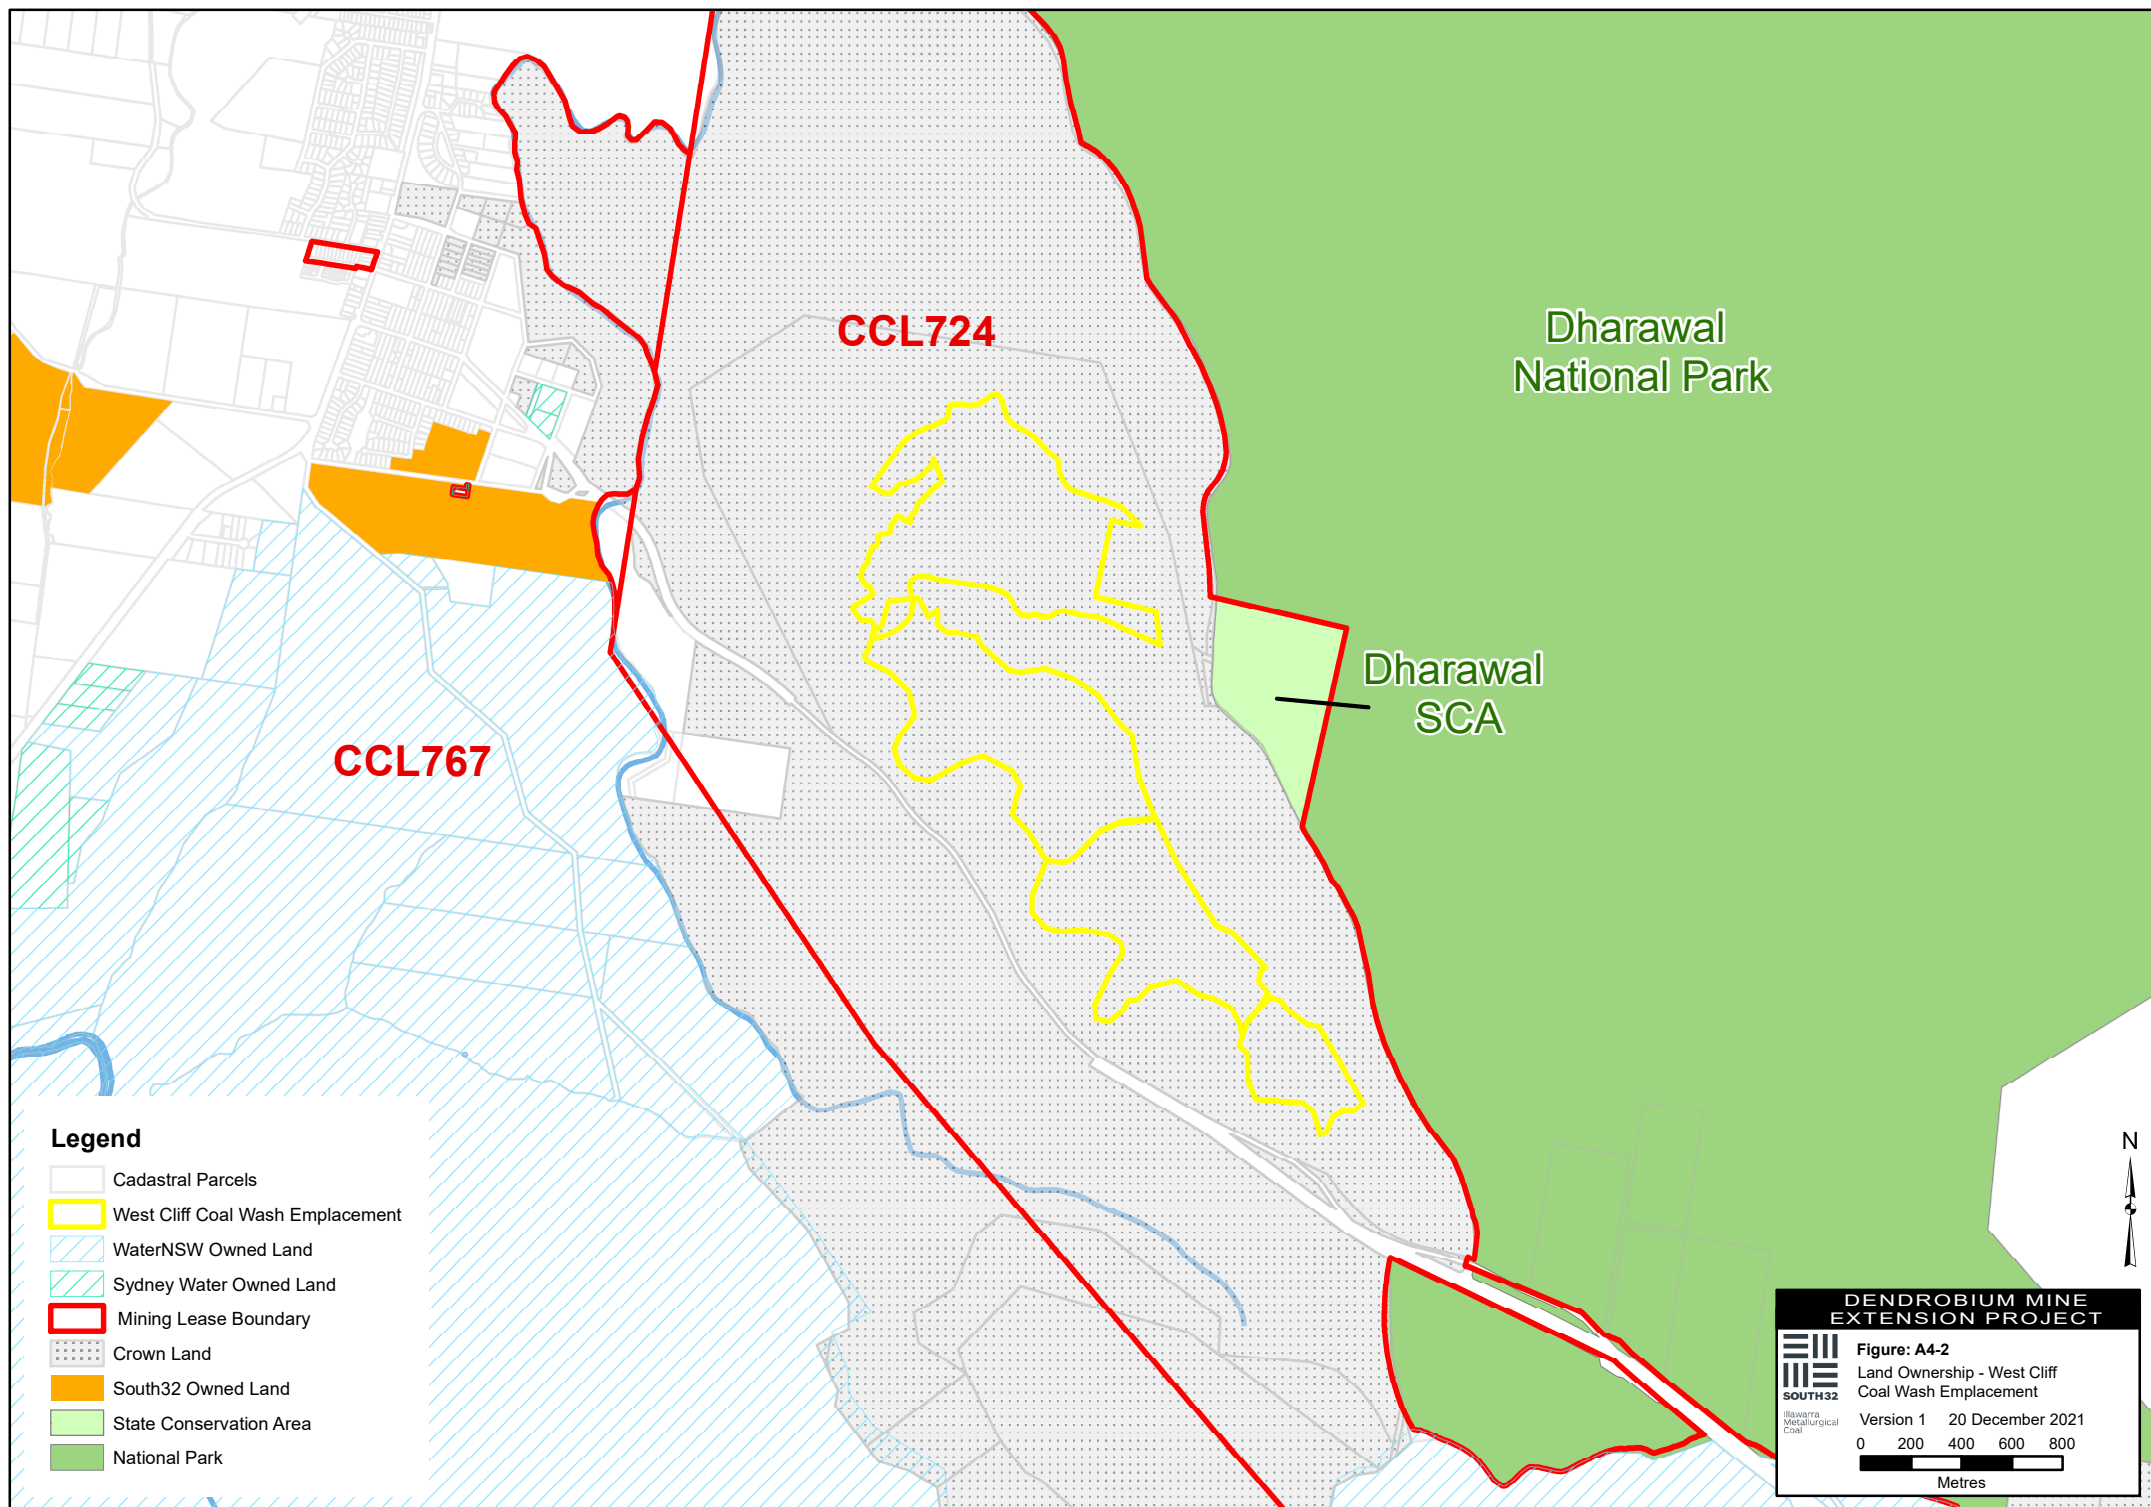 CCL724
Dharawal
National Park
Dharawal
SCA
CCL767
Legend
Cadastral Parcels
West Cliff Coal Wash Emplacement
WaterNSW Owned Land
Sydney Water Owned Land
Mining Lease Boundary
Crown Land
South32 Owned Land
State Conservation Area
National Park
N
DENDROBIUM MINE
EXTENSION PROJECT
SOUTH32
Illawarra
Metallurgical
Coal
Figure: A4-2
Land Ownership - West Cliff
Coal Wash Emplacement
Version 1 20 December 2021
0 200 400 600 800
Metres